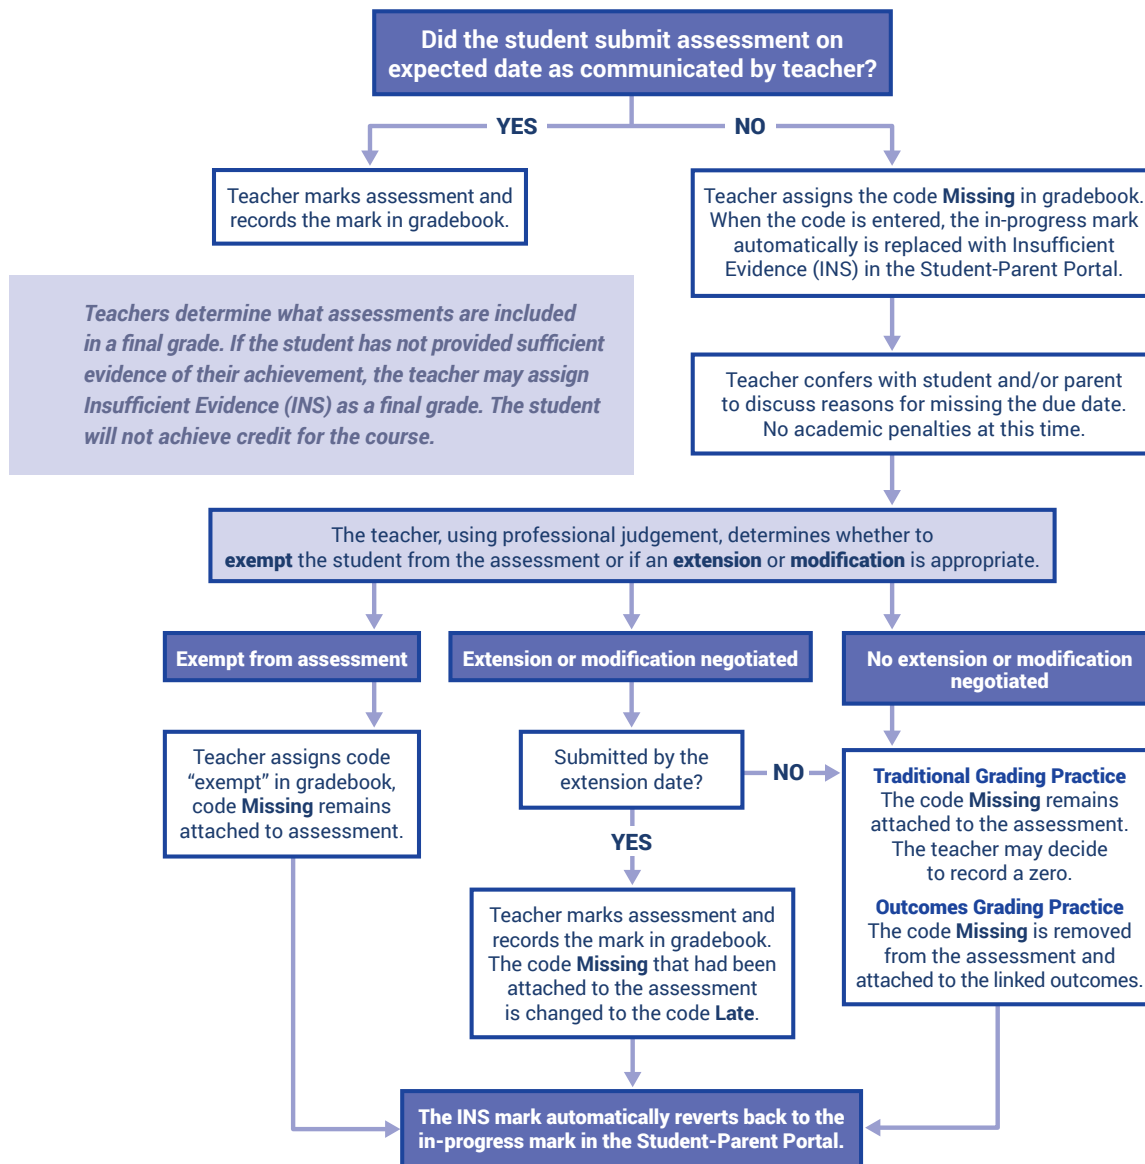 Did the student submit assessment on
expected date as communicated by teacher?
YES
NO
Teacher marks assessment and
records the mark in gradebook.
Teacher assigns the code Missing in gradebook.
When the code is entered, the in-progress mark
automatically is replaced with Insufficient
Evidence (INS) in the Student-Parent Portal.
Teachers determine what assessments are included
in a final grade. If the student has not provided sufficient
evidence of their achievement, the teacher may assign
Insufficient Evidence (INS) as a final grade. The student
will not achieve credit for the course.
Teacher confers with student and/or parent
to discuss reasons for missing the due date.
No academic penalties at this time.
The teacher, using professional judgement, determines whether to
exempt the student from the assessment or if an extension or modification is appropriate.
Exempt from assessment
Extension or modification negotiated
No extension or modification
negotiated
Teacher assigns code
“exempt” in gradebook,
code Missing remains
attached to assessment.
Submitted by the
extension date?
NO
YES
Traditional Grading Practice
The code Missing remains
attached to the assessment.
The teacher may decide
to record a zero.
Outcomes Grading Practice
The code Missing is removed
from the assessment and
attached to the linked outcomes.
Teacher marks assessment and
records the mark in gradebook.
The code Missing that had been
attached to the assessment
is changed to the code Late.
The INS mark automatically reverts back to the
in-progress mark in the Student-Parent Portal.